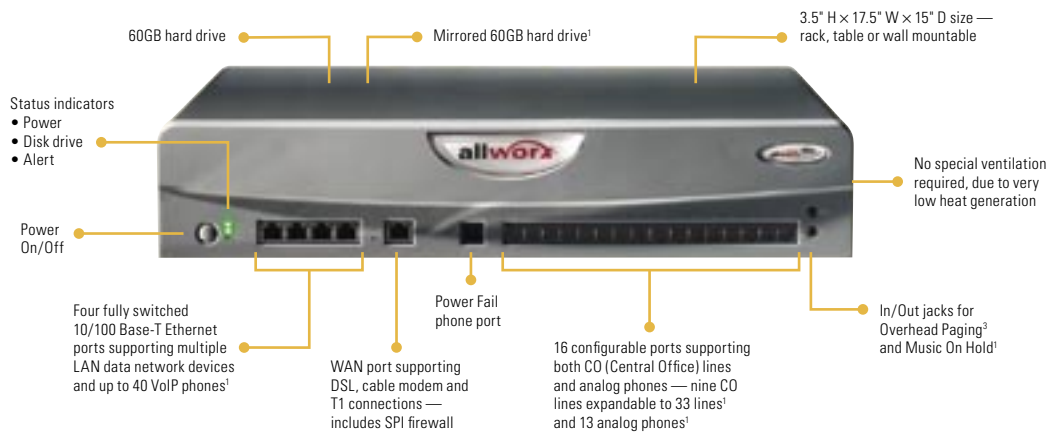 60GB hard drive
Mirrored 60GB hard drive¹
3.5" H × 17.5" W × 15" D size —
rack, table or wall mountable
Status indicators
• Power
• Disk drive
• Alert
allworx
No special ventilation
required, due to very
low heat generation
Power
On/Off
Four fully switched
10/100 Base-T Ethernet
ports supporting multiple
LAN data network devices
and up to 40 VoIP phones¹
WAN port supporting
DSL, cable modem and
T1 connections —
includes SPI firewall
Power Fail
phone port
16 configurable ports supporting
both CO (Central Office) lines
and analog phones — nine CO
lines expandable to 33 lines¹
and 13 analog phones¹
In/Out jacks for
Overhead Paging³
and Music On Hold¹